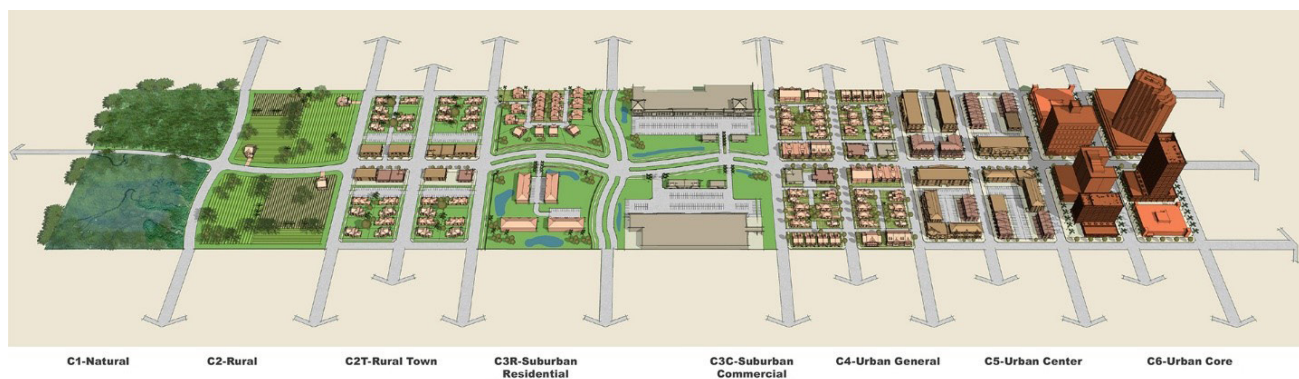 C1-Natural
C2-Rural
C2T-Rural Town
C3R-Suburban
Residential
C3C-Suburban
Commercial
C4-Urban General
C5-Urban Center
C6-Urban Core